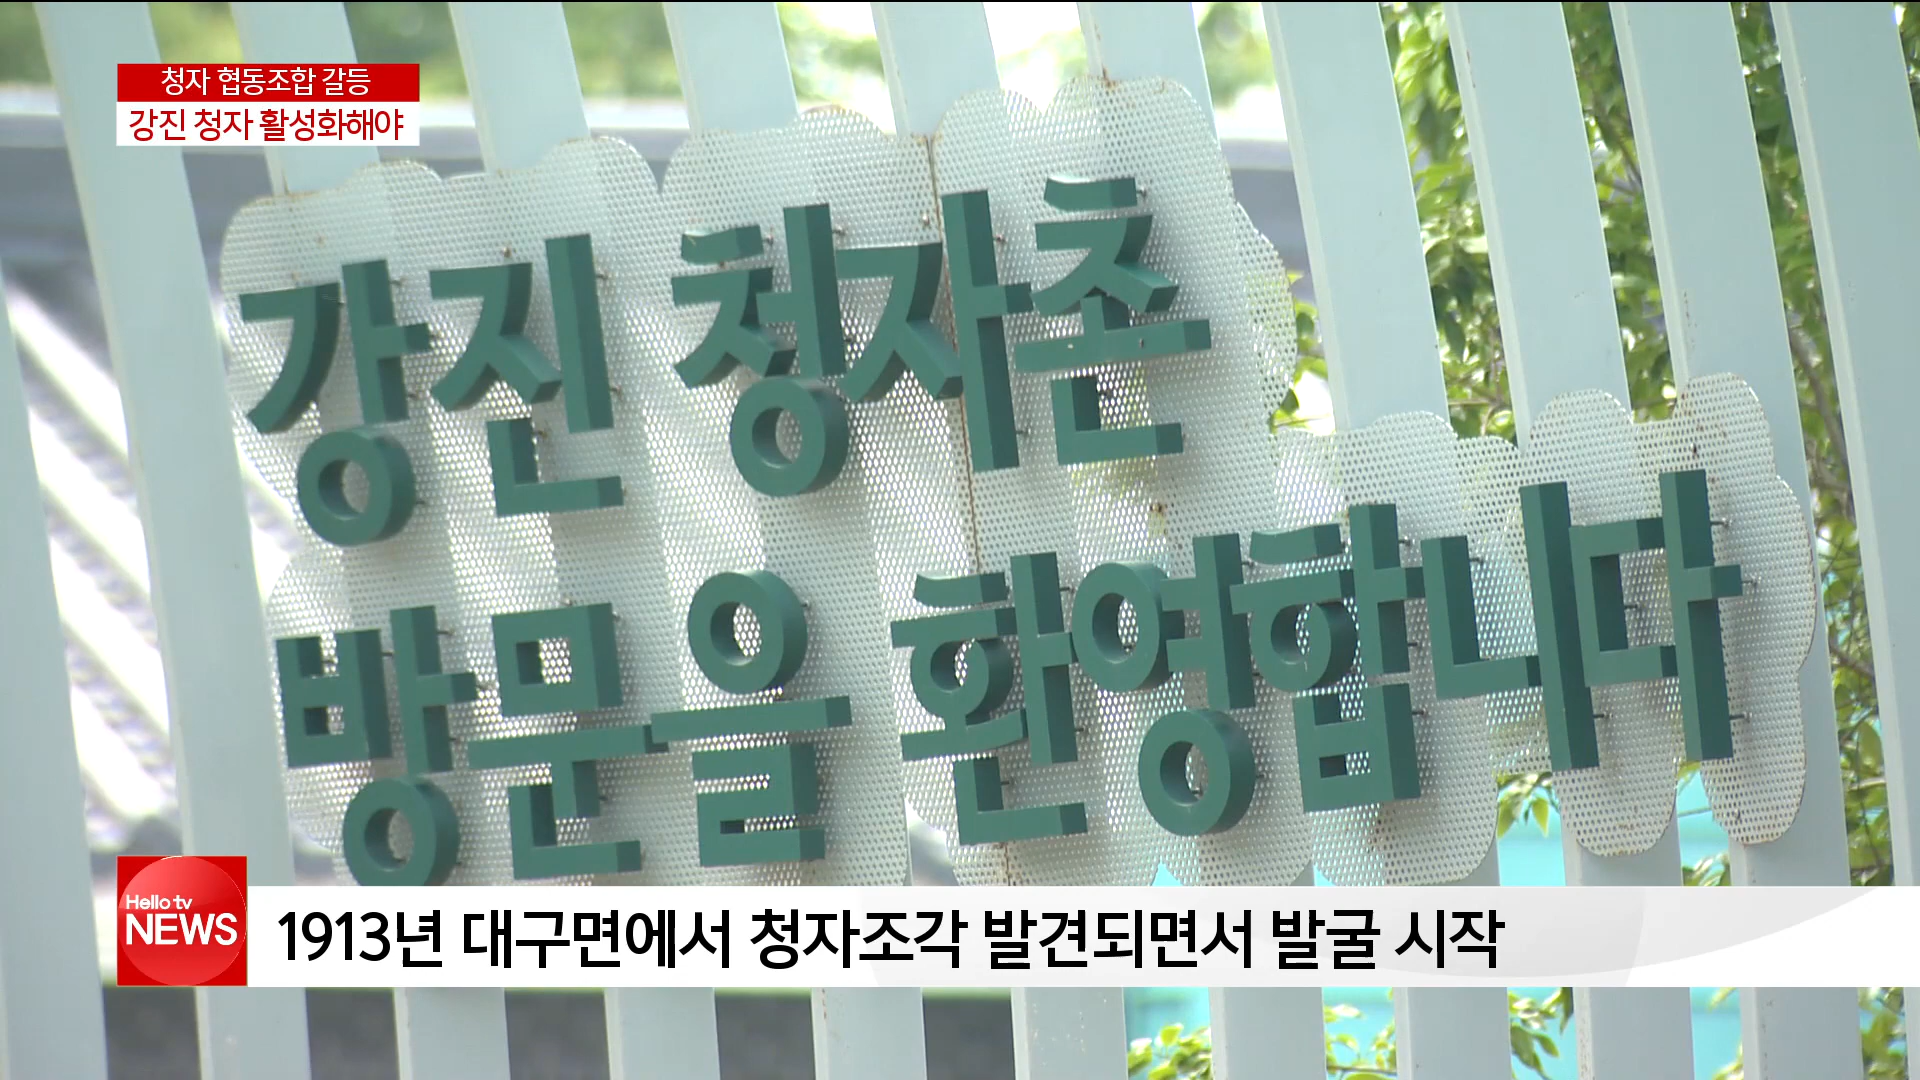 청자 협동조합 갈등
강진 청자 활성화해야
강진 청자촌
방문을 환영합니다
Hello tv
NEWS
1913년 대구면에서 청자조각 발견되면서 발굴 시작